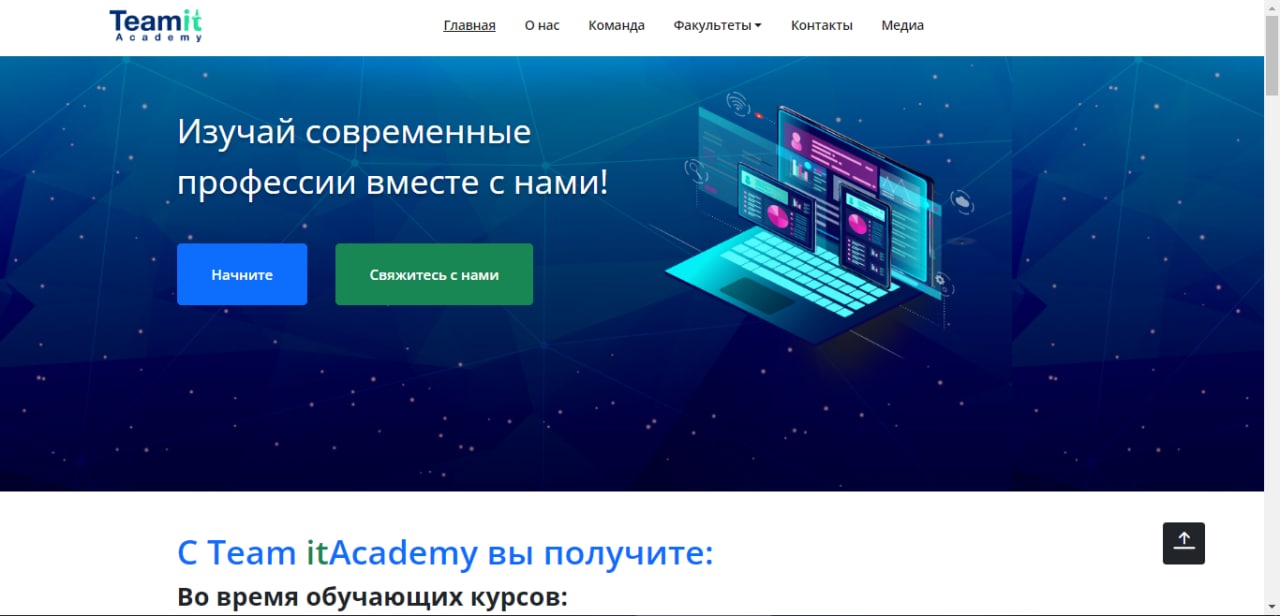 Teamit
Academy
Главная О нас Команда Факультеты Контакты Медиа
Изучай современные
профессии вместе с нами!
Начните Свяжитесь с нами
С Team itAcademy вы получите:
Во время обучающих курсов: